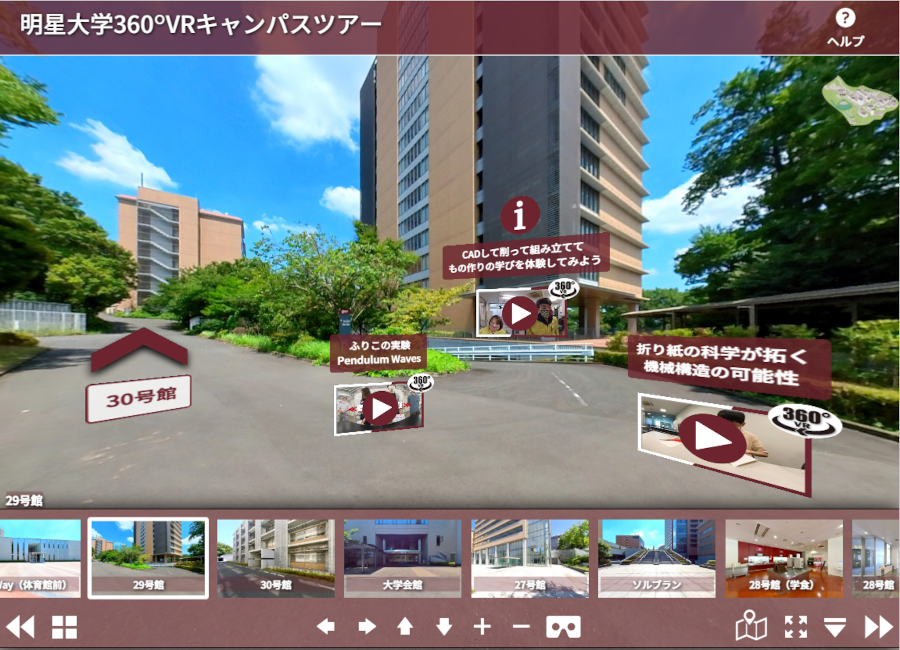 明星大学360°VRキャンパスツアー
ヘルプ
CADして削って組み立てて
もの作りの学びを体験してみよう
360°
ふりこの実験
Pendulum Waves
360°
折り紙の科学が拓く
機械構造の可能性
360°
VR
30号館
29号館
Way（体育館前）
29号館
30号館
大学会館
27号館
ソルプラン
28号館（学食）
28号館